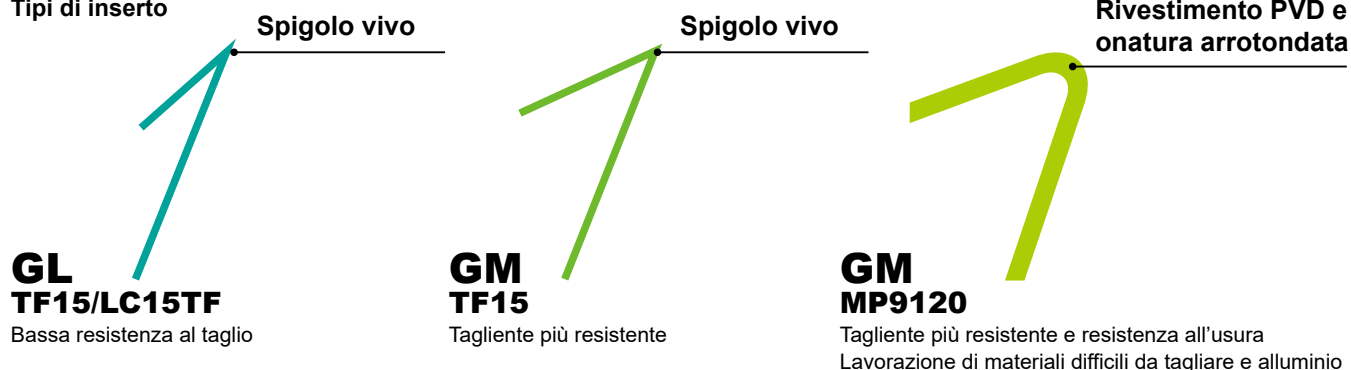 Tipi di inserto
Spigolo vivo
Spigolo vivo
Rivestimento PVD e
onatura arrotondata
GL
TF15/LC15TF
Bassa resistenza al taglio
GM
TF15
Tagliente più resistente
GM
MP9120
Tagliente più resistente e resistenza all’usura
Lavorazione di materiali difficili da tagliare e alluminio